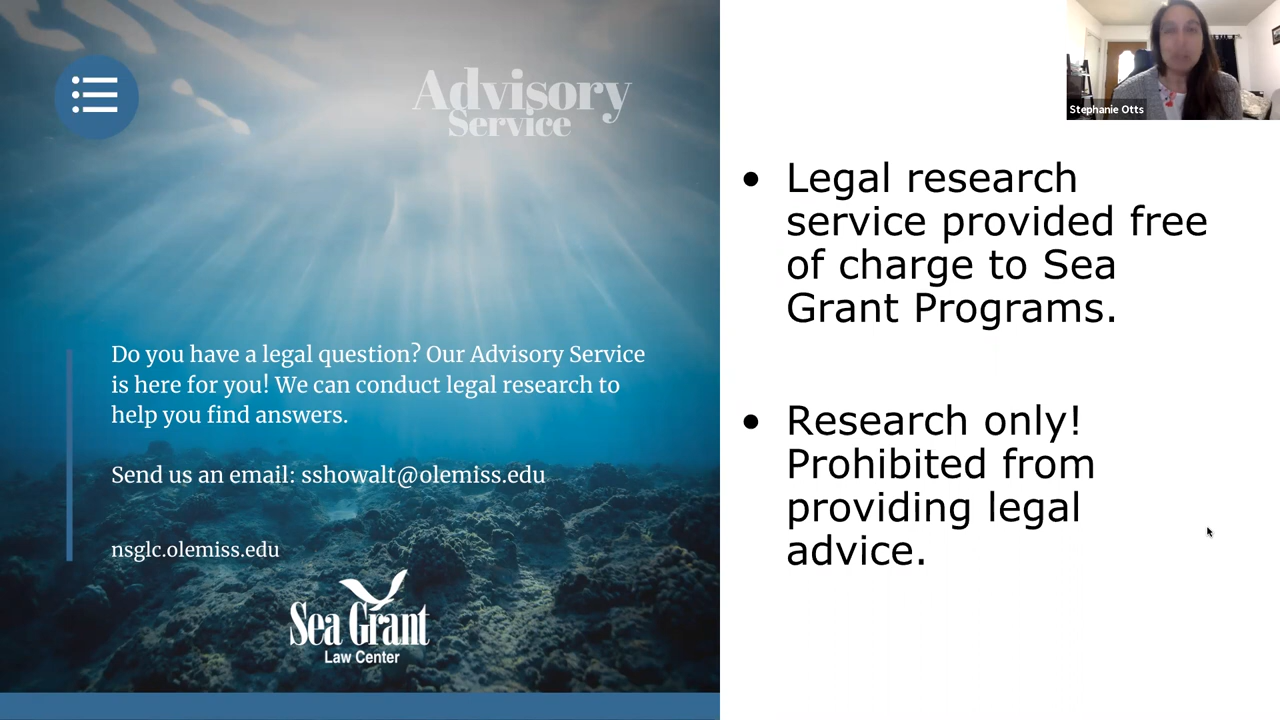 Advisory
Service
Do you have a legal question? Our Advisory Service
is here for you! We can conduct legal research to
help you find answers.
Send us an email: sshowalt@olemiss.edu
nsglc.olemiss.edu
Sea Grant
Law Center
Stephanie Otts
• Legal research
service provided free
of charge to Sea
Grant Programs.
• Research only!
Prohibited from
providing legal
advice.